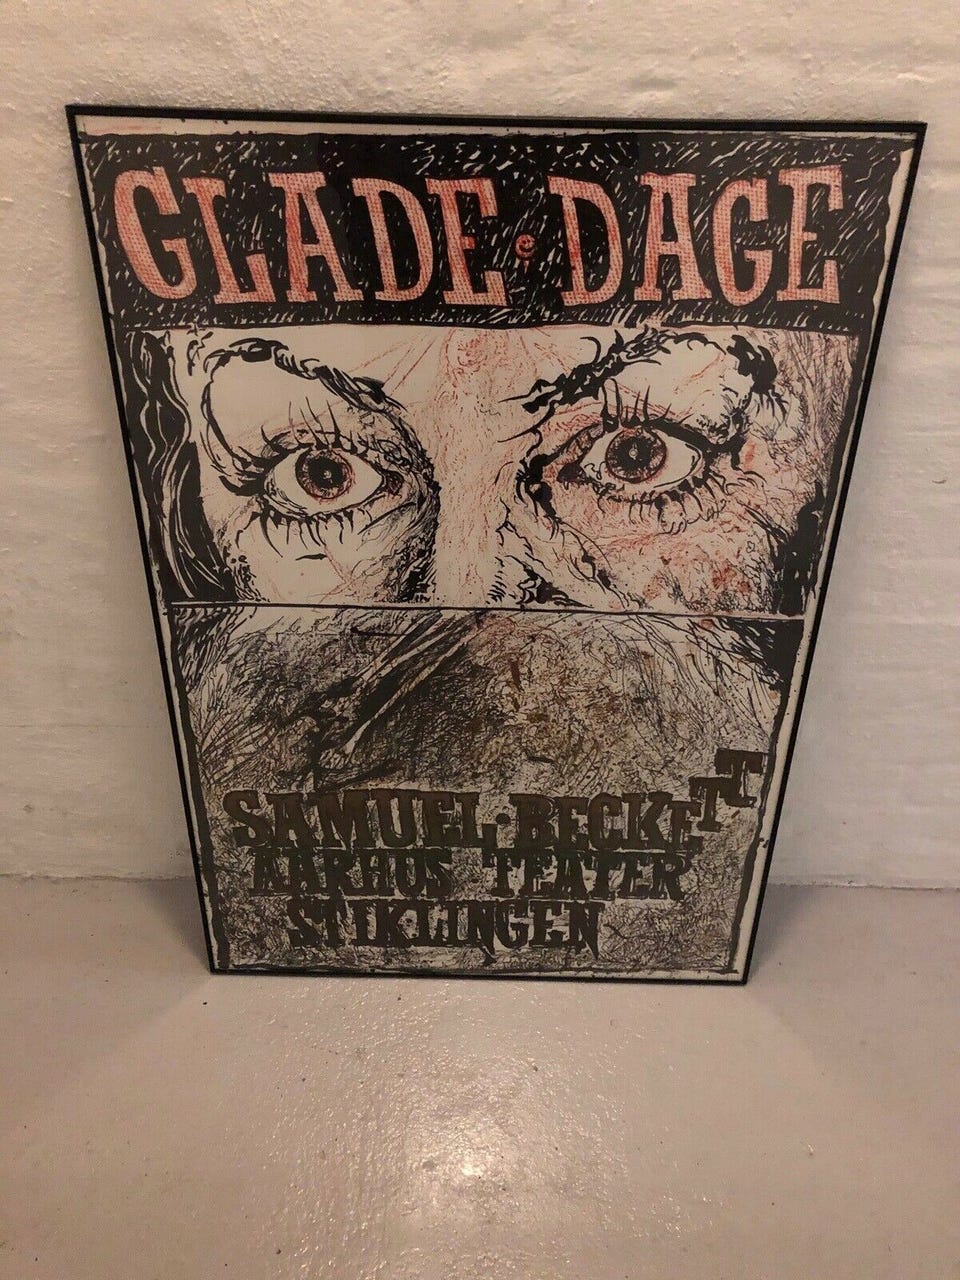 GLADE · DAGE
SAMUEL · BECKETT
AARHUS TEATER
STIKLINGEN